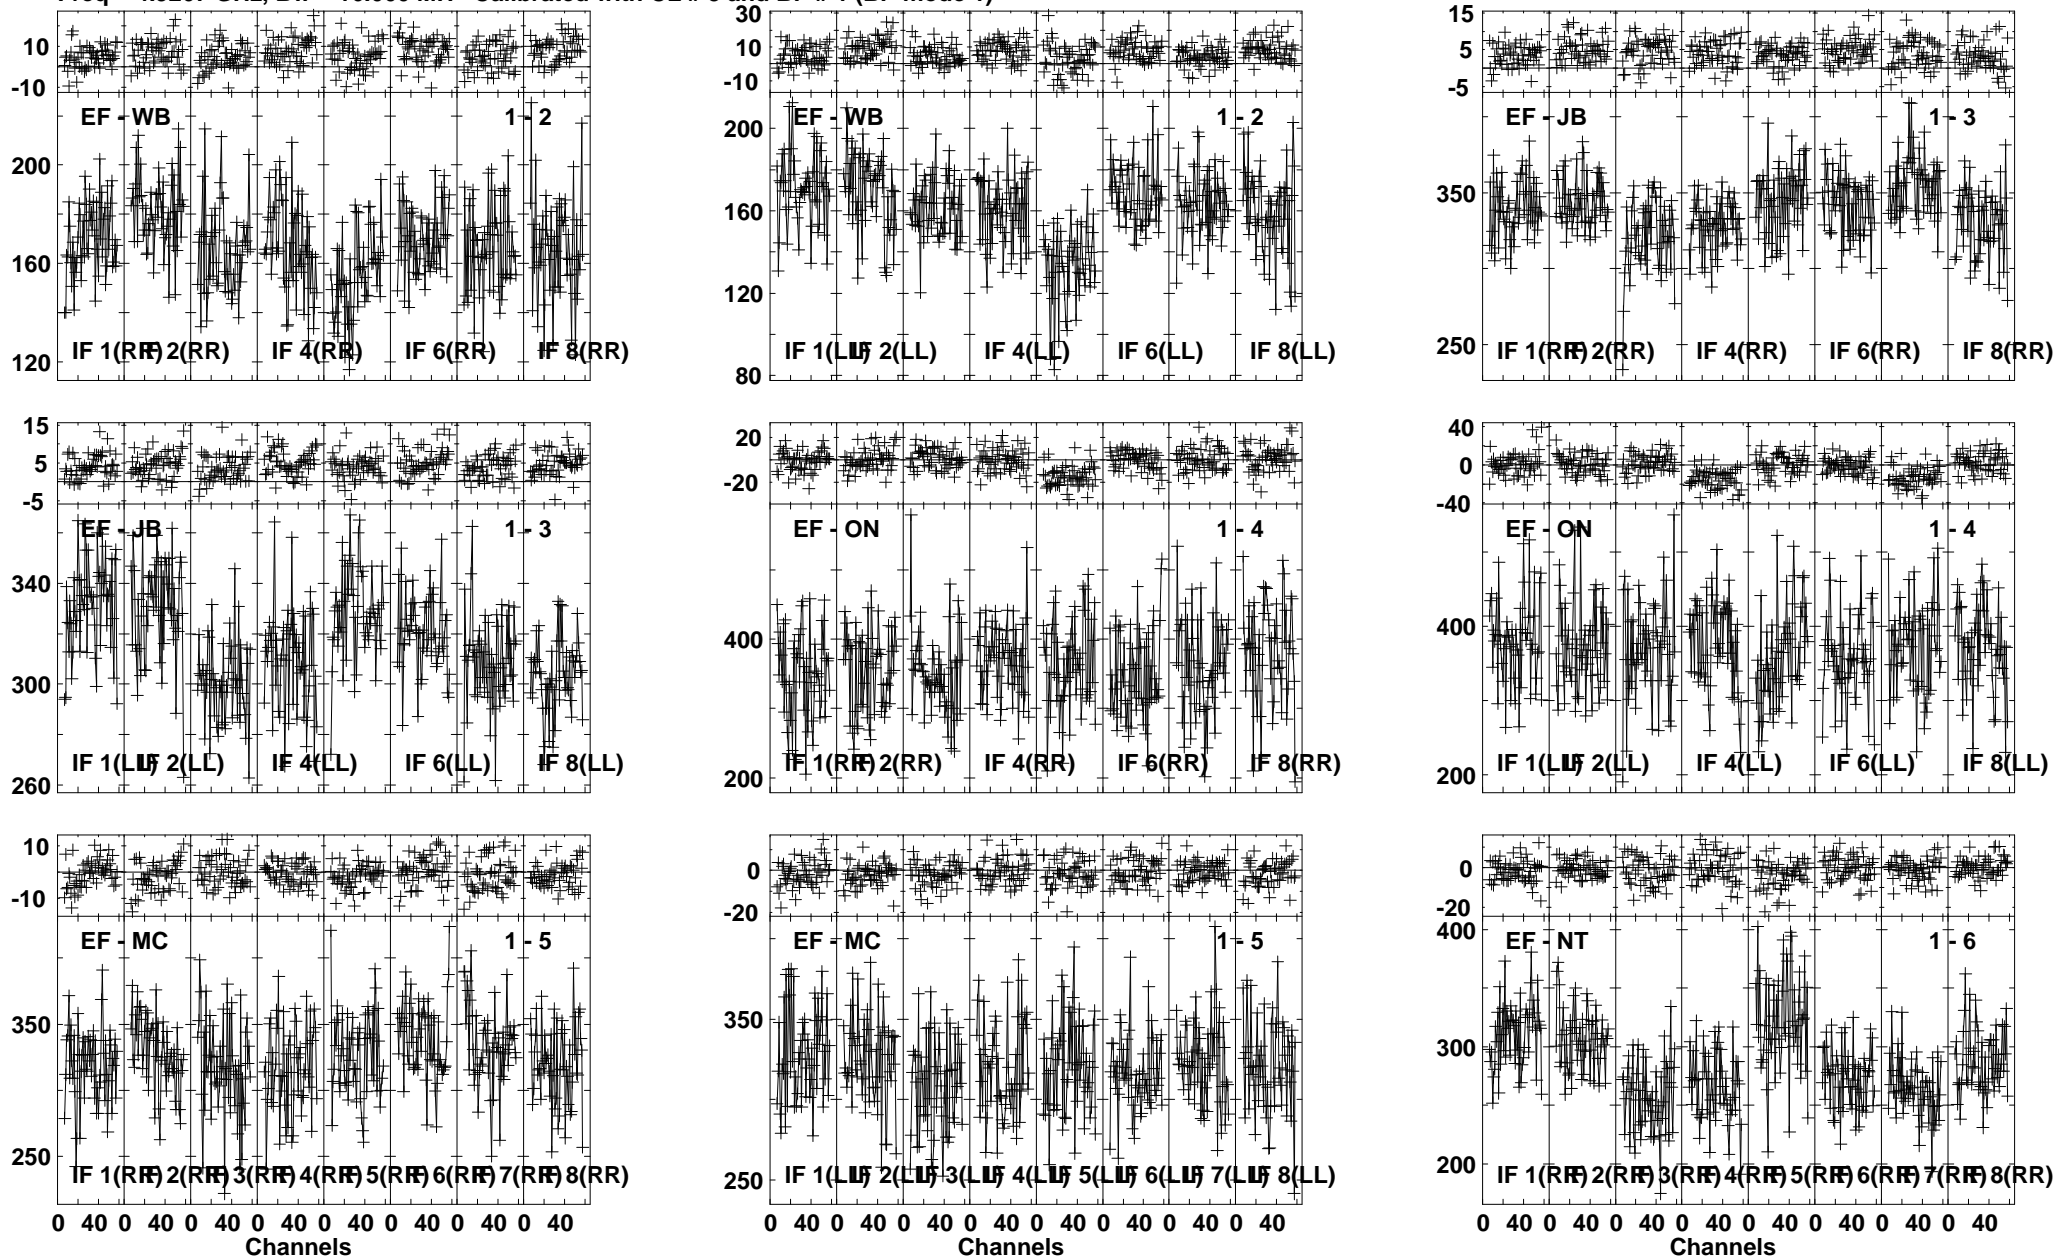 30 15
10 10 5
-10 -10 -5
EF - WB 1 - 2 EF - WB 1 - 2 EF - JB 1 - 3
200 200 350
160 160
120 120 250
80
IF 1(RR) IF 2(RR) IF 4(RR) IF 6(RR) IF 8(RR) IF 1(LL) IF 2(LL) IF 4(LL) IF 6(LL) IF 8(LL) IF 1(RR) IF 2(RR) IF 4(RR) IF 6(RR) IF 8(RR)
15 20 40
5 0
-5 -20 -40
EF - JB 1 - 3 EF - ON 1 - 4 EF - ON 1 - 4
340 400 400
300
260 200 200
IF 1(LL) IF 2(LL) IF 4(LL) IF 6(LL) IF 8(LL) IF 1(RR) IF 2(RR) IF 4(RR) IF 6(RR) IF 8(RR) IF 1(LL) IF 2(LL) IF 4(LL) IF 6(LL) IF 8(LL)
10 0 0
-10 -20 -20
EF - MC 1 - 5 EF - MC 1 - 5 EF - NT 1 - 6
400
350 350 300
250 250 200
IF 1(RR) IF 2(RR) IF 3(RR) IF 4(RR) IF 5(RR) IF 6(RR) IF 7(RR) IF 8(RR) IF 1(LL) IF 2(LL) IF 3(LL) IF 4(LL) IF 5(LL) IF 6(LL) IF 7(LL) IF 8(LL) IF 1(RR) IF 2(RR) IF 3(RR) IF 4(RR) IF 5(RR) IF 6(RR) IF 7(RR) IF 8(RR)
0 40 0 40 0 40 0 40 0 40 0 40 0 40 0 40 0 40 0 40 0 40 0 40 0 40 0 40 0 40 0 40 0 40 0 40 0 40 0 40 0 40 0 40 0 40 0 40
Channels Channels Channels